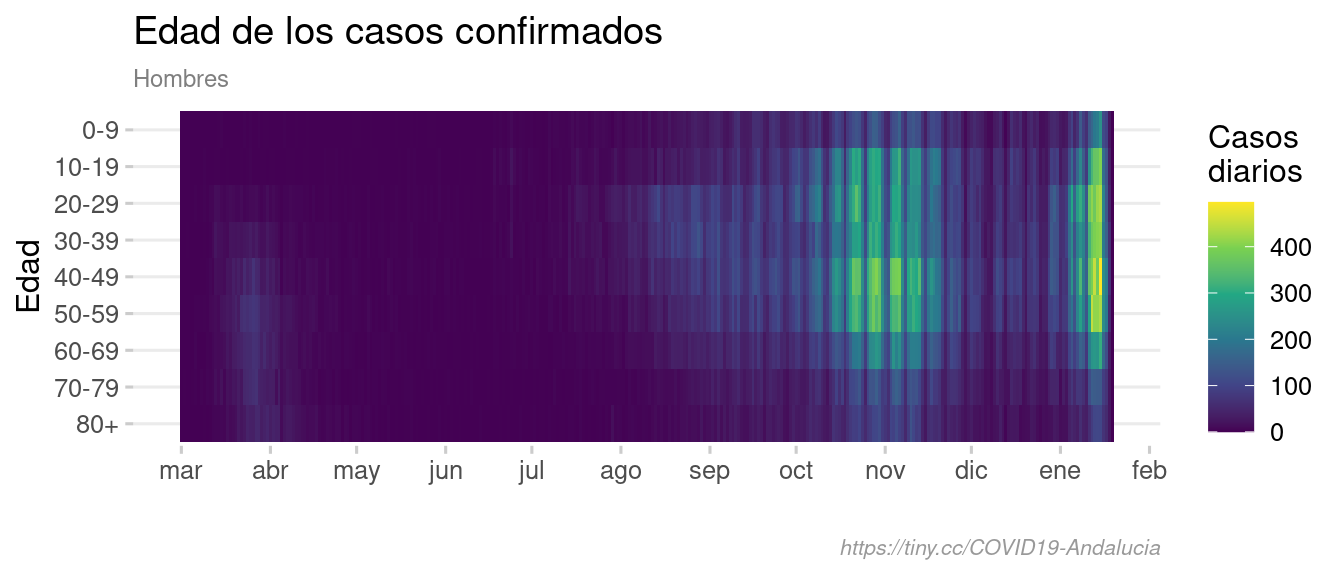 Edad de los casos confirmados
Hombres
Edad
0-9
10-19
20-29
30-39
40-49
50-59
60-69
70-79
80+
mar abr may jun jul ago sep oct nov dic ene feb
Casos
diarios
400
300
200
100
0
https://tiny.cc/COVID19-Andalucia